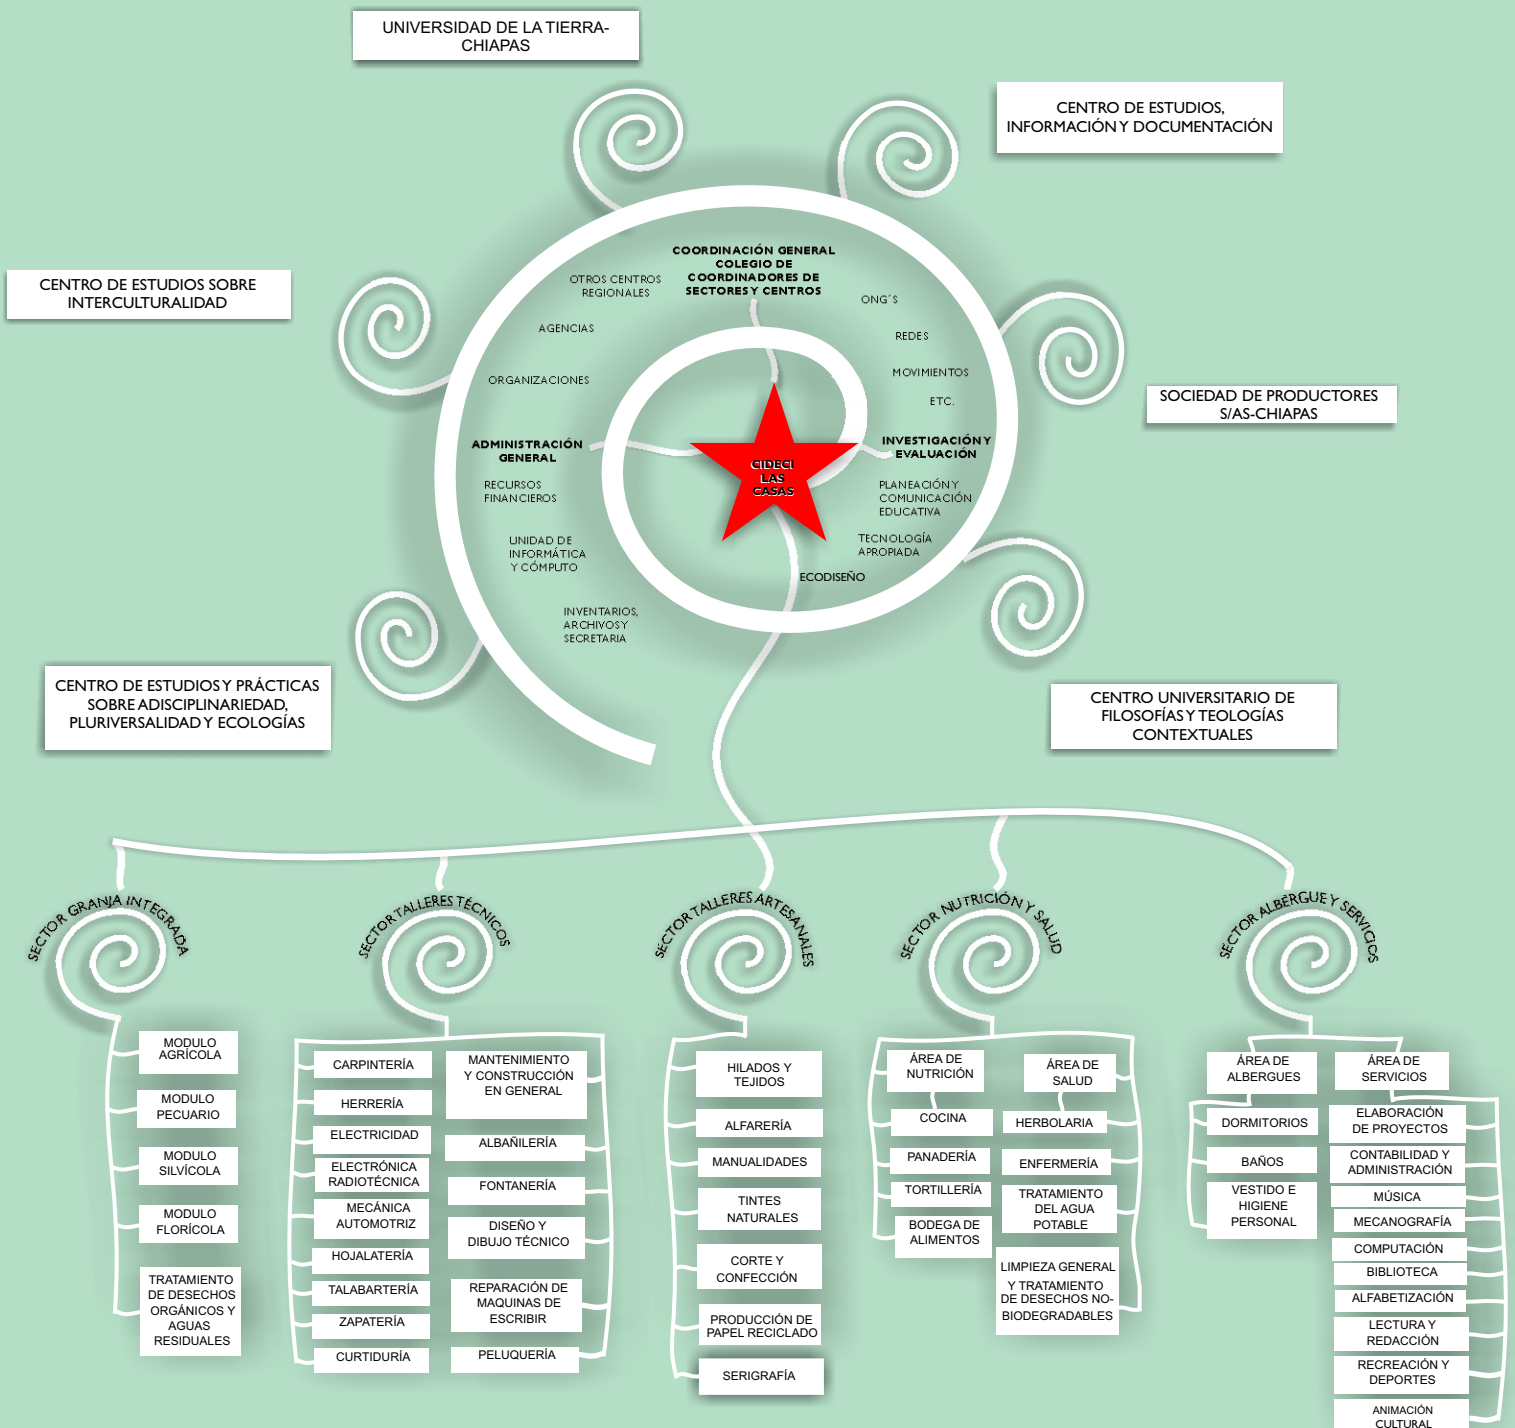 UNIVERSIDAD DE LA TIERRA-
CHIAPAS
CENTRO DE ESTUDIOS,
INFORMACIÓN Y DOCUMENTACIÓN
CENTRO DE ESTUDIOS SOBRE
INTERCULTURALIDAD
SOCIEDAD DE PRODUCTORES
S/AS-CHIAPAS
CENTRO DE ESTUDIOS Y PRÁCTICAS
SOBRE ADISCIPLINARIEDAD,
PLURIVERSALIDAD Y ECOLOGÍAS
CENTRO UNIVERSITARIO DE
FILOSOFÍAS Y TEOLOGÍAS
CONTEXTUALES
COORDINACIÓN GENERAL
COLEGIO DE
COORDINADORES DE
SECTORES Y CENTROS
OTROS CENTROS
REGIONALES
AGENCIAS
ORGANIZACIONES
ONG´S
REDES
MOVIMIENTOS
ETC.
ADMINISTRACIÓN
GENERAL
RECURSOS
FINANCIEROS
UNIDAD DE
INFORMÁTICA
Y CÓMPUTO
INVENTARIOS,
ARCHIVOS Y
SECRETARIA
CIDECI
LAS
CASAS
INVESTIGACIÓN Y
EVALUACIÓN
PLANEACIÓN Y
COMUNICACIÓN
EDUCATIVA
TECNOLOGÍA
APROPIADA
ECODISEÑO
SECTOR GRANJA INTEGRADA
MODULO
AGRÍCOLA
MODULO
PECUARIO
MODULO
SILVÍCOLA
MODULO
FLORÍCOLA
TRATAMIENTO
DE DESECHOS
ORGÁNICOS Y
AGUAS
RESIDUALES
SECTOR TALLERES TÉCNICOS
CARPINTERÍA
HERRERÍA
ELECTRICIDAD
ELECTRÓNICA
RADIOTÉCNICA
MECÁNICA
AUTOMOTRIZ
HOJALATERÍA
TALABARTERÍA
ZAPATERÍA
CURTIDURÍA
MANTENIMIENTO
Y CONSTRUCCIÓN
EN GENERAL
ALBAÑILERÍA
FONTANERÍA
DISEÑO Y
DIBUJO TÉCNICO
REPARACIÓN DE
MAQUINAS DE
ESCRIBIR
PELUQUERÍA
SECTOR TALLERES ARTESANALES
HILADOS Y
TEJIDOS
ALFARERÍA
MANUALIDADES
TINTES
NATURALES
CORTE Y
CONFECCIÓN
PRODUCCIÓN DE
PAPEL RECICLADO
SERIGRAFÍA
SECTOR NUTRICIÓN Y SALUD
ÁREA DE
NUTRICIÓN
COCINA
PANADERÍA
TORTILLERÍA
BODEGA DE
ALIMENTOS
ÁREA DE
SALUD
HERBOLARIA
ENFERMERÍA
TRATAMIENTO
DEL AGUA
POTABLE
LIMPIEZA GENERAL
Y TRATAMIENTO
DE DESECHOS NO-
BIODEGRADABLES
SECTOR ALBERGUE Y SERVICIOS
ÁREA DE
ALBERGUES
DORMITORIOS
BAÑOS
VESTIDO E
HIGIENE
PERSONAL
ÁREA DE
SERVICIOS
ELABORACIÓN
DE PROYECTOS
CONTABILIDAD Y
ADMINISTRACIÓN
MÚSICA
MECANOGRAFÍA
COMPUTACIÓN
BIBLIOTECA
ALFABETIZACIÓN
LECTURA Y
REDACCIÓN
RECREACIÓN Y
DEPORTES
ANIMACIÓN
CULTURAL